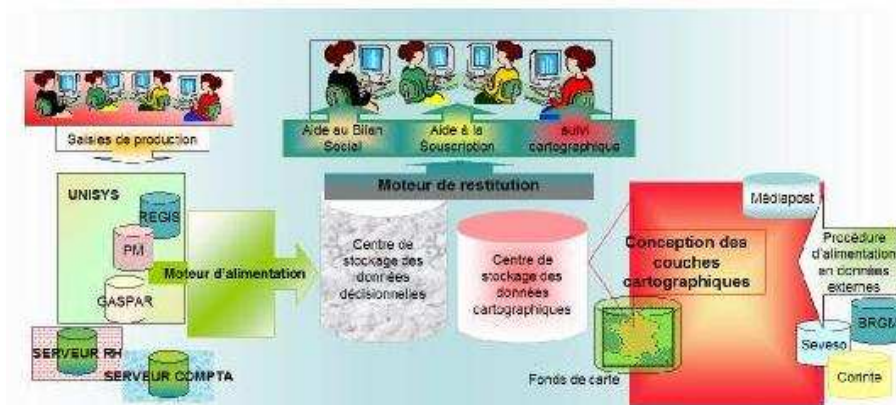 Saisies de production
UNISYS
REGIS
PM
GASPAR
SERVEUR RH
SERVEUR COMPTA
Moteur d'alimentation
Aide au Bilan
Social
Aide à la
Souscription
suivi
cartographique
Moteur de restitution
Centre de
stockage des
données
décisionnelles
Centre de
stockage des
données
cartographiques
Conception des
couches
cartographiques
Fonds de carte
Médiapost
Procédure
d'alimentation
en données
externes
BRGM
Seveso
Corinte